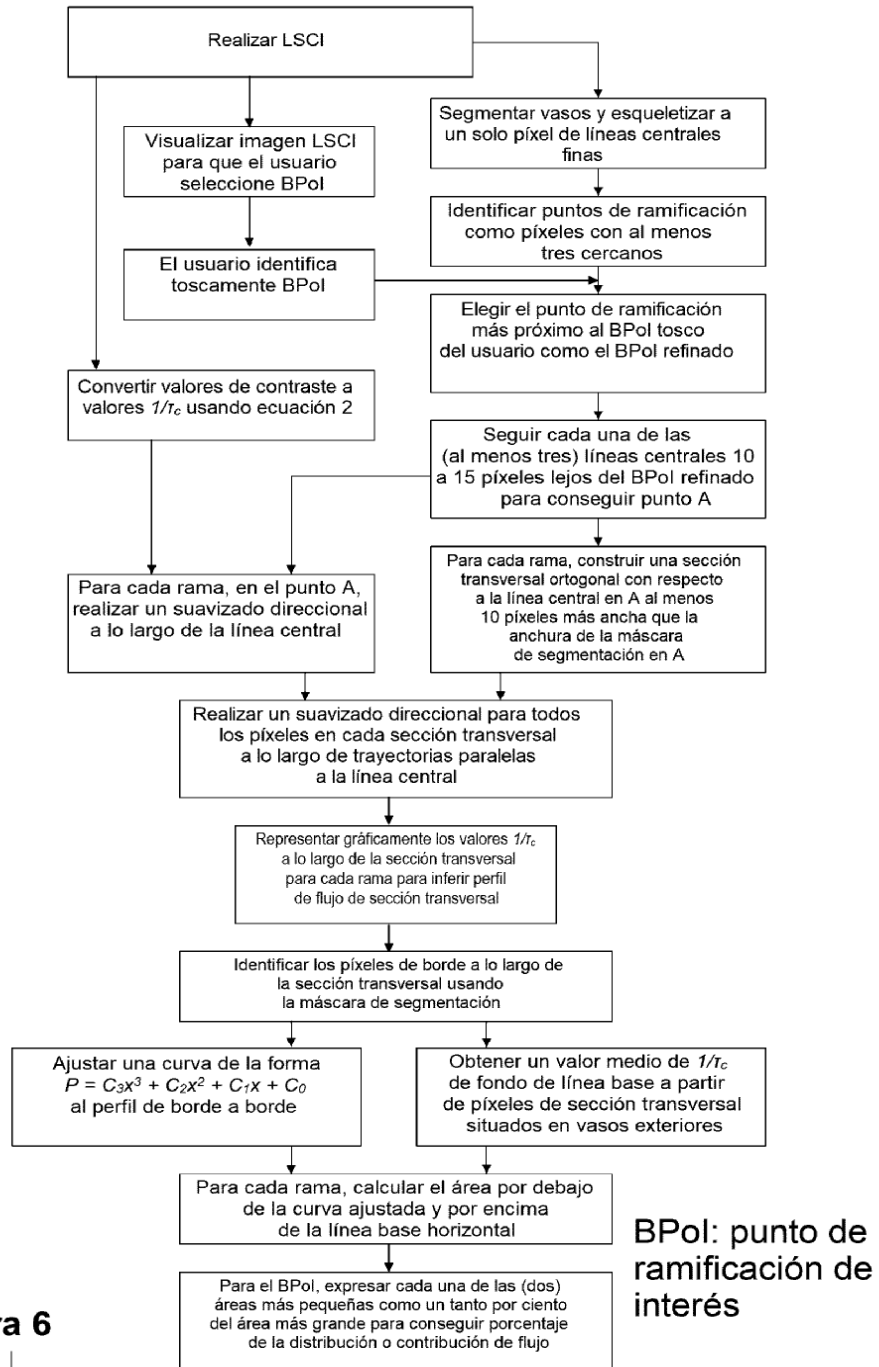 Realizar LSCI
Segmentar vasos y esqueletizar a
un solo píxel de líneas centrales
finas
Visualizar imagen LSCI
para que el usuario
seleccione BPoI
Identificar puntos de ramificación
como píxeles con al menos
tres cercanos
El usuario identifica
toscamente BPoI
Elegir el punto de ramificación
más próximo al BPoI tosco
del usuario como el BPoI refinado
Convertir valores de contraste a
valores 1/τc usando ecuación 2
Seguir cada una de las
(al menos tres) líneas centrales 10
a 15 píxeles lejos del BPoI refinado
para conseguir punto A
Para cada rama, en el punto A,
realizar un suavizado direccional
a lo largo de la línea central
Para cada rama, construir una sección
transversal ortogonal con respecto
a la línea central en A al menos
10 píxeles más ancha que la
anchura de la máscara
de segmentación en A
Realizar un suavizado direccional para todos
los píxeles en cada sección transversal
a lo largo de trayectorias paralelas
a la línea central
Representar gráficamente los valores 1/τc
a lo largo de la sección transversal
para cada rama para inferir perfil
de flujo de sección transversal
Identificar los píxeles de borde a lo largo de
la sección transversal usando
la máscara de segmentación
Ajustar una curva de la forma
P = C3x³ + C2x² + C1x + C0
al perfil de borde a borde
Obtener un valor medio de 1/τc
de fondo de línea base a partir
de píxeles de sección transversal
situados en vasos exteriores
Para cada rama, calcular el área por debajo
de la curva ajustada y por encima
de la línea base horizontal
BPoI: punto de
ramificación de
interés
Para el BPoI, expresar cada una de las (dos)
áreas más pequeñas como un tanto por ciento
del área más grande para conseguir porcentaje
de la distribución o contribución de flujo
ra 6